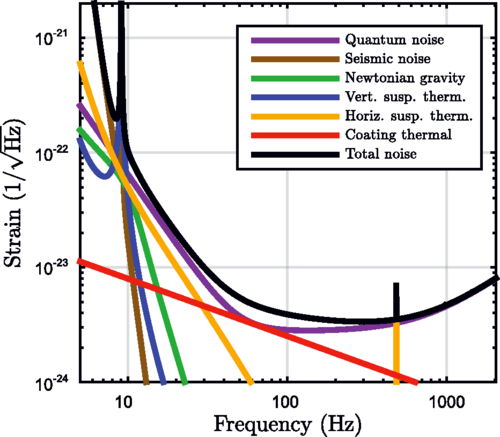 10-21
10-22
10-23
10-24
Strain (1/√Hz)
Quantum noise
Seismic noise
Newtonian gravity
Vert. susp. therm.
Horiz. susp. therm.
Coating thermal
Total noise
10 100 1000
Frequency (Hz)